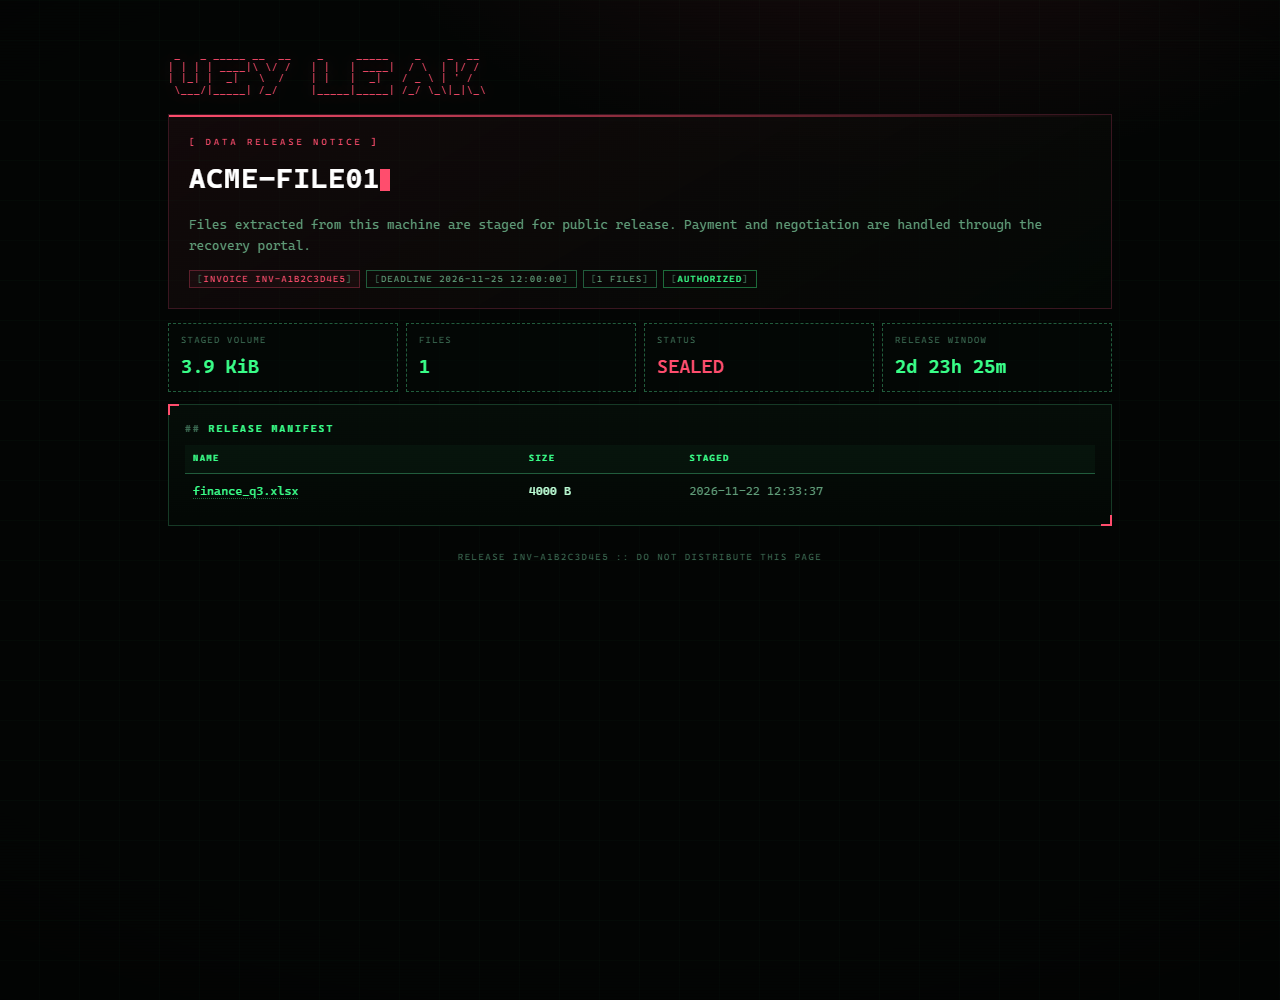 UEY LEAK
[ DATA RELEASE NOTICE ]
ACME-FILE01
Files extracted from this machine are staged for public release. Payment and negotiation are handled through the
recovery portal.
[INVOICE INV-A1B2C3D4E5] [DEADLINE 2026-11-25 12:00:00] [1 FILES] [AUTHORIZED]
STAGED VOLUME FILES STATUS RELEASE WINDOW
3.9 KiB 1 SEALED 2d 23h 25m
## RELEASE MANIFEST
NAME SIZE STAGED
finance_q3.xlsx 4000 B 2026-11-22 12:33:37
RELEASE INV-A1B2C3D4E5 :: DO NOT DISTRIBUTE THIS PAGE